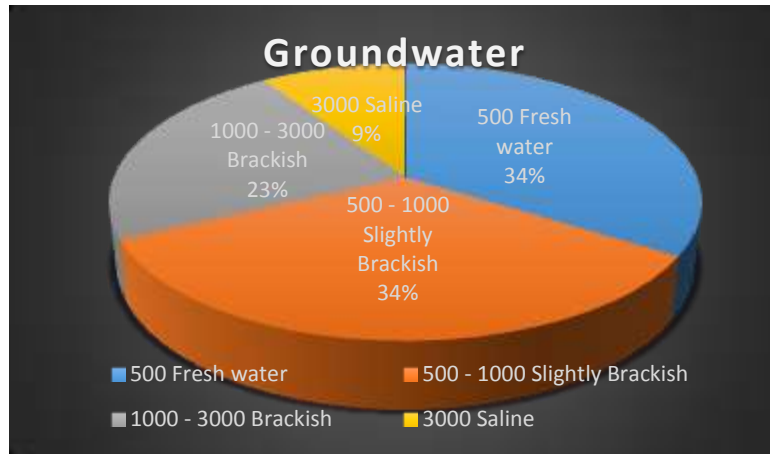 Groundwater
3000 Saline
9%
500 Fresh
water
34%
1000 - 3000
Brackish
23%
500 - 1000
Slightly
Brackish
34%
500 Fresh water
500 - 1000 Slightly Brackish
1000 - 3000 Brackish
3000 Saline